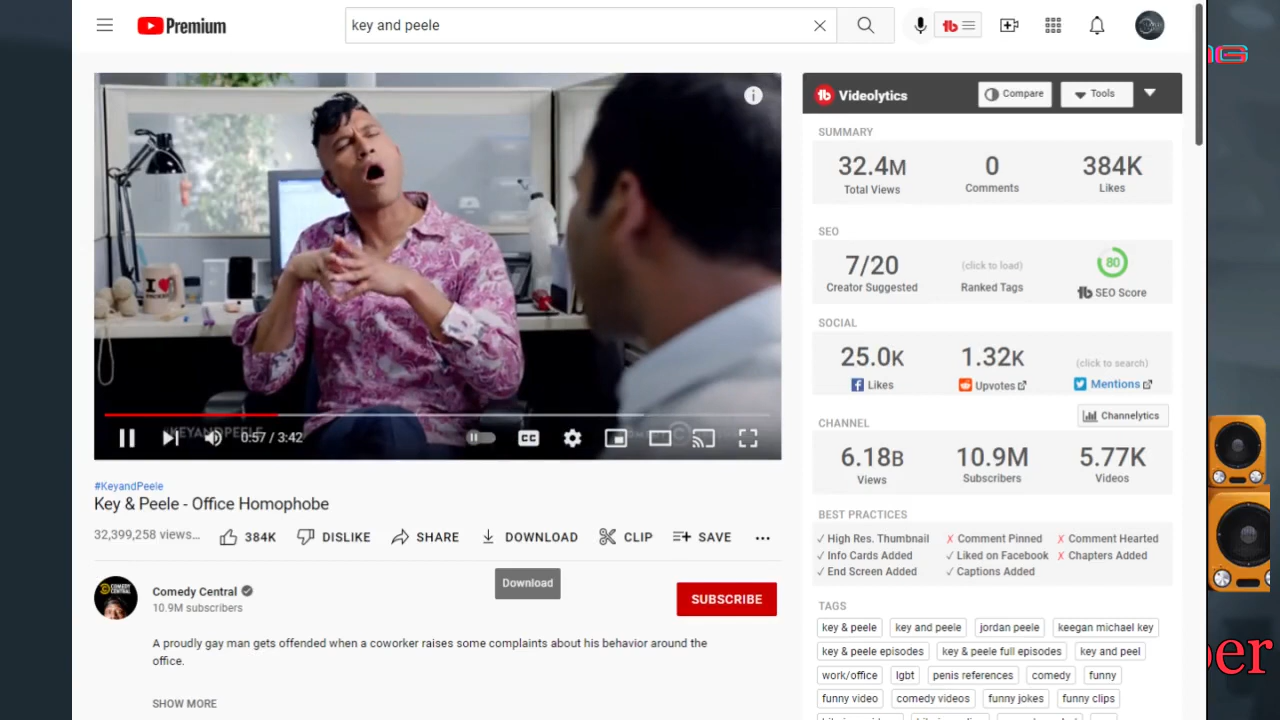 Premium
key and peele
NG
I ♥
#KEYANDPEELE
0:57 / 3:42
CC
#KeyandPeele
Key & Peele - Office Homophobe
32,399,258 views...
384K
DISLIKE
SHARE
DOWNLOAD
CLIP
SAVE
...
Download
Comedy Central
10.9M subscribers
SUBSCRIBE
A proudly gay man gets offended when a coworker raises some complaints about his behavior around the
office.
SHOW MORE
tb Videolytics
Compare
Tools
SUMMARY
32.4M
Total Views
0
Comments
384K
Likes
SEO
7/20
Creator Suggested
(click to load)
Ranked Tags
80
tb SEO Score
SOCIAL
25.0K
Likes
1.32K
Upvotes
(click to search)
Mentions
CHANNEL
Channelytics
6.18B
Views
10.9M
Subscribers
5.77K
Videos
BEST PRACTICES
✓ High Res. Thumbnail
✗ Comment Pinned
✗ Comment Hearted
✓ Info Cards Added
✓ Liked on Facebook
✗ Chapters Added
✓ End Screen Added
✓ Captions Added
TAGS
key & peele
key and peele
jordan peele
keegan michael key
key & peele episodes
key & peele full episodes
key and peel
work/office
lgbt
penis references
comedy
funny
funny video
comedy videos
funny jokes
funny clips
ber